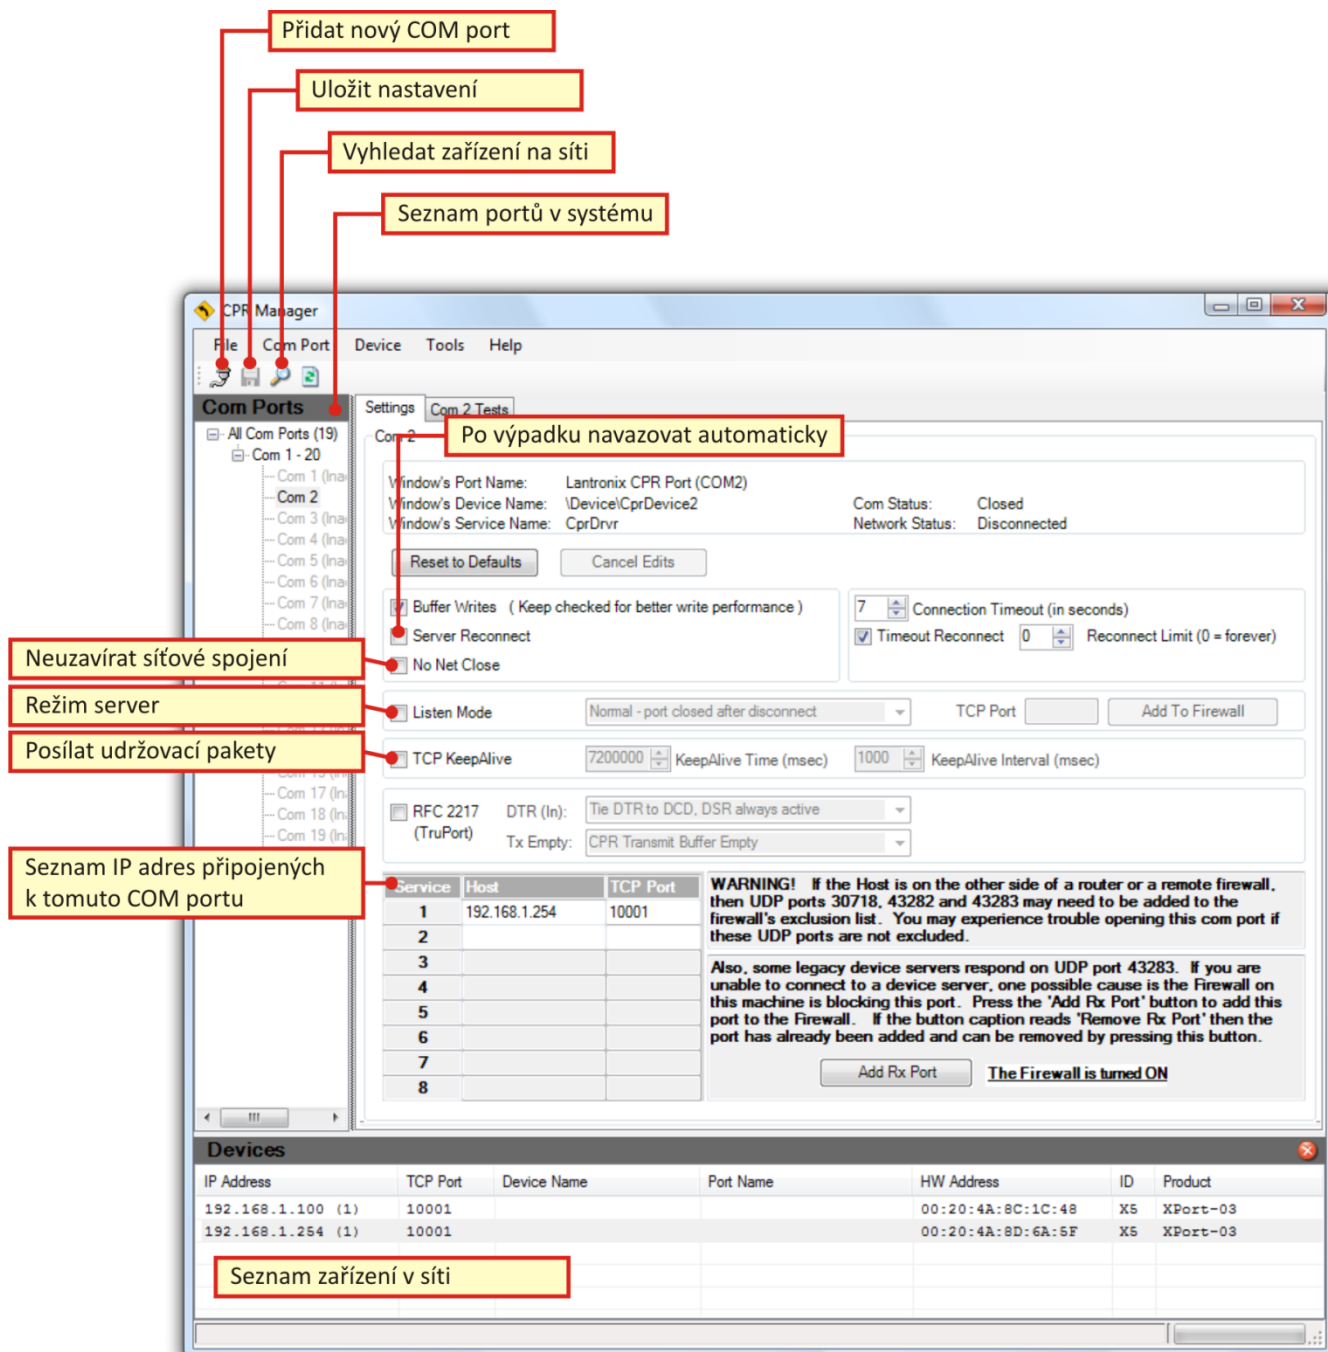 Přidat nový COM port
Uložit nastavení
Vyhledat zařízení na síti
Seznam portů v systému
CPR Manager
File Com Port Device Tools Help
Com Ports
Settings Com 2 Tests
All Com Ports (19)
Com 1 - 20
Com 1 (Ina
Com 2
Com 3 (Ina
Com 4 (Ina
Com 5 (Ina
Com 6 (Ina
Com 7 (Ina
Com 8 (Ina
Com 17 (In
Com 18 (In
Com 19 (In
Com 2
Po výpadku navazovat automaticky
Window's Port Name: Lantronix CPR Port (COM2)
Window's Device Name: \Device\CprDevice2 Com Status: Closed
Window's Service Name: CprDrvr Network Status: Disconnected
Reset to Defaults Cancel Edits
Buffer Writes ( Keep checked for better write performance ) 7 Connection Timeout (in seconds)
Server Reconnect Timeout Reconnect 0 Reconnect Limit (0 = forever)
Neuzavírat síťové spojení
No Net Close
Režim server
Listen Mode Normal - port closed after disconnect TCP Port Add To Firewall
Posílat udržovací pakety
TCP KeepAlive 7200000 KeepAlive Time (msec) 1000 KeepAlive Interval (msec)
RFC 2217 DTR (In): Tie DTR to DCD, DSR always active
(TruPort) Tx Empty: CPR Transmit Buffer Empty
Seznam IP adres připojených
k tomuto COM portu
Service Host TCP Port
1 192.168.1.254 10001
2
3
4
5
6
7
8
WARNING! If the Host is on the other side of a router or a remote firewall,
then UDP ports 30718, 43282 and 43283 may need to be added to the
firewall's exclusion list. You may experience trouble opening this com port if
these UDP ports are not excluded.
Also, some legacy device servers respond on UDP port 43283. If you are
unable to connect to a device server, one possible cause is the Firewall on
this machine is blocking this port. Press the 'Add Rx Port' button to add this
port to the Firewall. If the button caption reads 'Remove Rx Port' then the
port has already been added and can be removed by pressing this button.
Add Rx Port The Firewall is turned ON
Devices
IP Address TCP Port Device Name Port Name HW Address ID Product
192.168.1.100 (1) 10001 00:20:4A:8C:1C:48 X5 XPort-03
192.168.1.254 (1) 10001 00:20:4A:8D:6A:5F X5 XPort-03
Seznam zařízení v síti